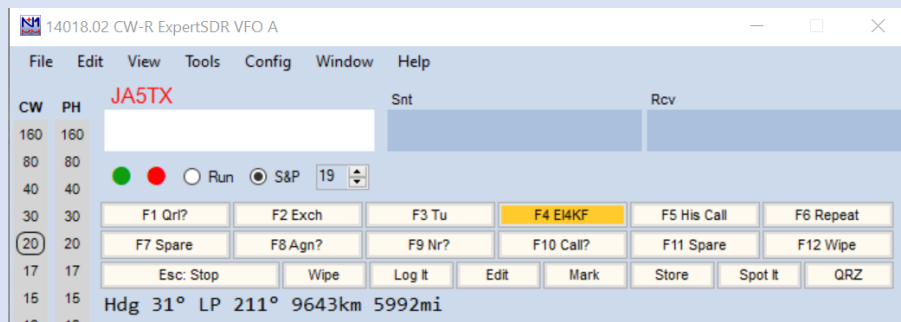 14018.02 CW-R ExpertSDR VFO A
File Edit View Tools Config Window Help
CW PH JA5TX Snt Rcv
160 160
80 80
40 40
Run S&P 19
30 30 F1 Qrl? F2 Exch F3 Tu F4 EI4KF F5 His Call F6 Repeat
20 20 F7 Spare F8 Agn? F9 Nr? F10 Call? F11 Spare F12 Wipe
17 17 Esc: Stop Wipe Log It Edit Mark Store Spot It QRZ
15 15 Hdg 31° LP 211° 9643km 5992mi